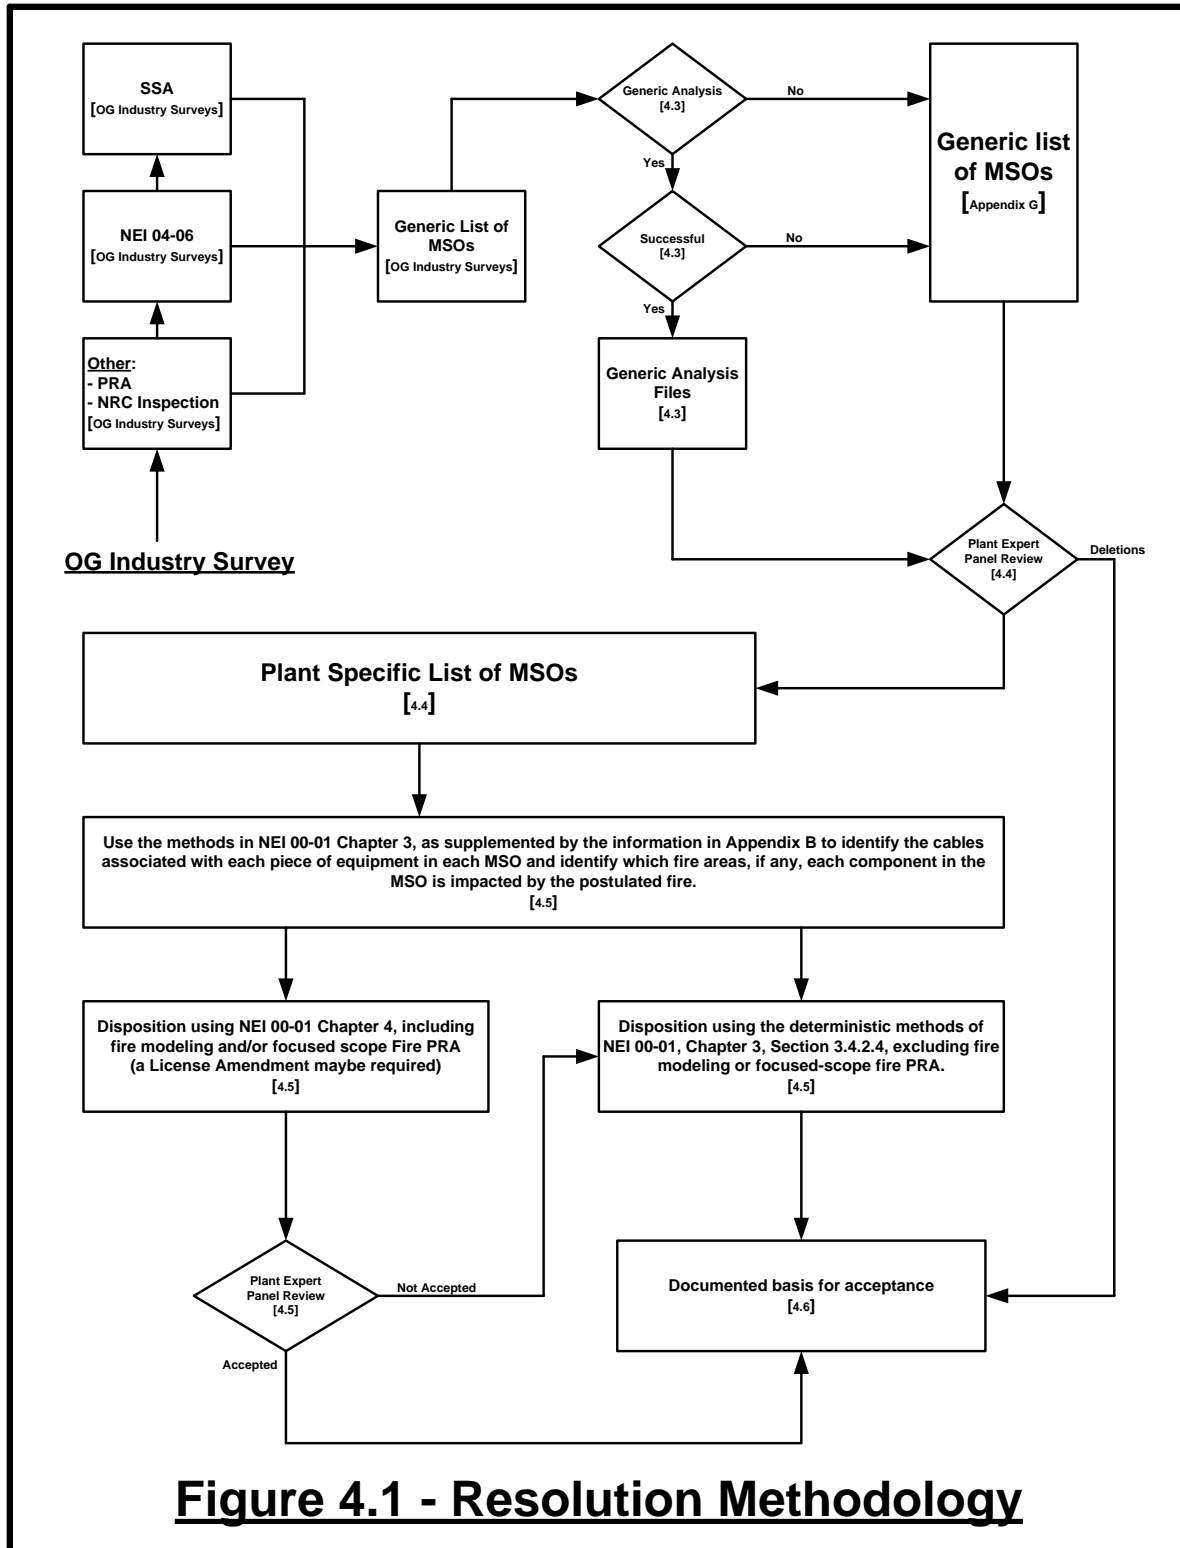 SSA
[OG Industry Surveys]
NEI 04-06
[OG Industry Surveys]
Other:
- PRA
- NRC Inspection
[OG Industry Surveys]
OG Industry Survey
Generic List of
MSOs
[OG Industry Surveys]
Generic Analysis
[4.3]
No
Yes
Successful
[4.3]
No
Yes
Generic Analysis
Files
[4.3]
Generic list
of MSOs
[Appendix G]
Plant Expert
Panel Review
[4.4]
Deletions
Plant Specific List of MSOs
[4.4]
Use the methods in NEI 00-01 Chapter 3, as supplemented by the information in Appendix B to identify the cables
associated with each piece of equipment in each MSO and identify which fire areas, if any, each component in the
MSO is impacted by the postulated fire.
[4.5]
Disposition using NEI 00-01 Chapter 4, including
fire modeling and/or focused scope Fire PRA
(a License Amendment maybe required)
[4.5]
Disposition using the deterministic methods of
NEI 00-01, Chapter 3, Section 3.4.2.4, excluding fire
modeling or focused-scope fire PRA.
[4.5]
Plant Expert
Panel Review
[4.5]
Not Accepted
Accepted
Documented basis for acceptance
[4.6]
Figure 4.1 - Resolution Methodology